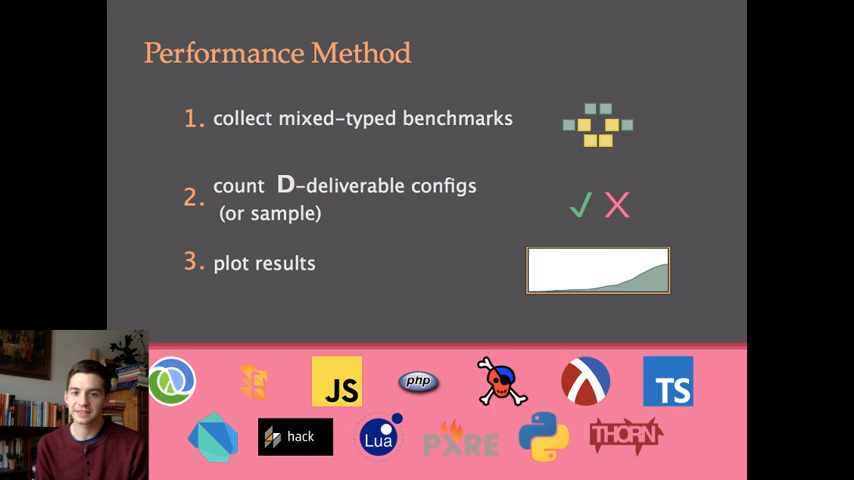 Performance Method
1. collect mixed-typed benchmarks
2. count D-deliverable configs
(or sample)
3. plot results
JS
php
TS
hack
Lua
PXRE
THORN